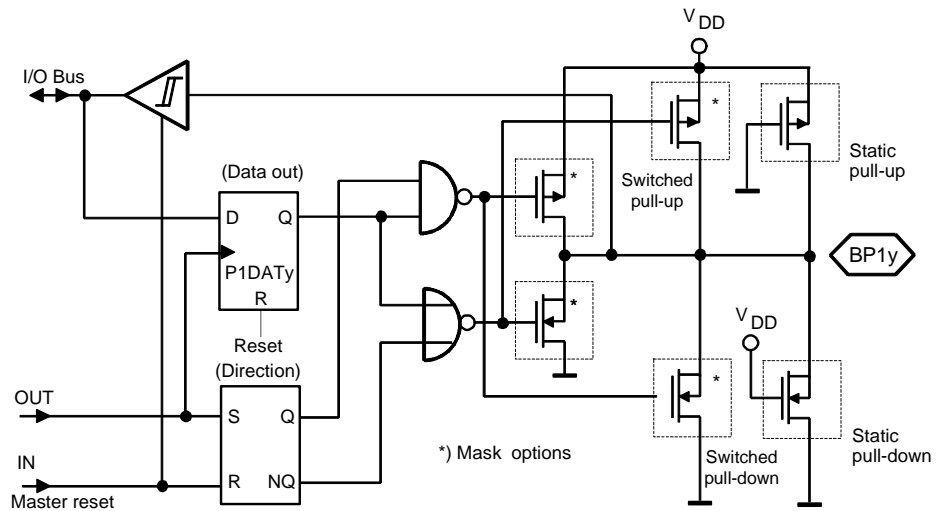 V DD
I/O Bus
*
(Data out)
*
Static
pull-up
Switched
pull-up
D
Q
P1DATy
R
BP1y
*
V DD
Reset
(Direction)
OUT
S
Q
*
IN
Master reset
R
NQ
*) Mask options
Switched
pull-down
Static
pull-down